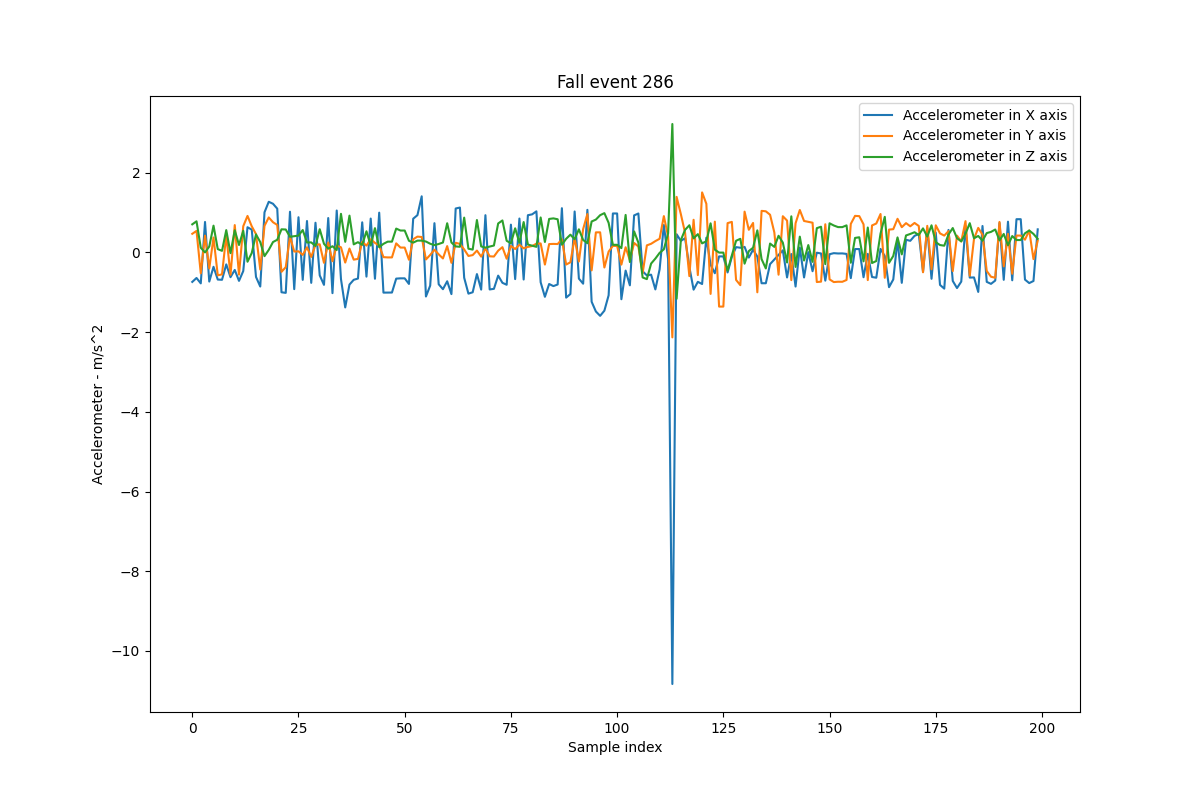 Fall event 286
Accelerometer in X axis
Accelerometer in Y axis
Accelerometer in Z axis
Accelerometer - m/s^2
2
0
−2
−4
−6
−8
−10
0 25 50 75 100 125 150 175 200
Sample index